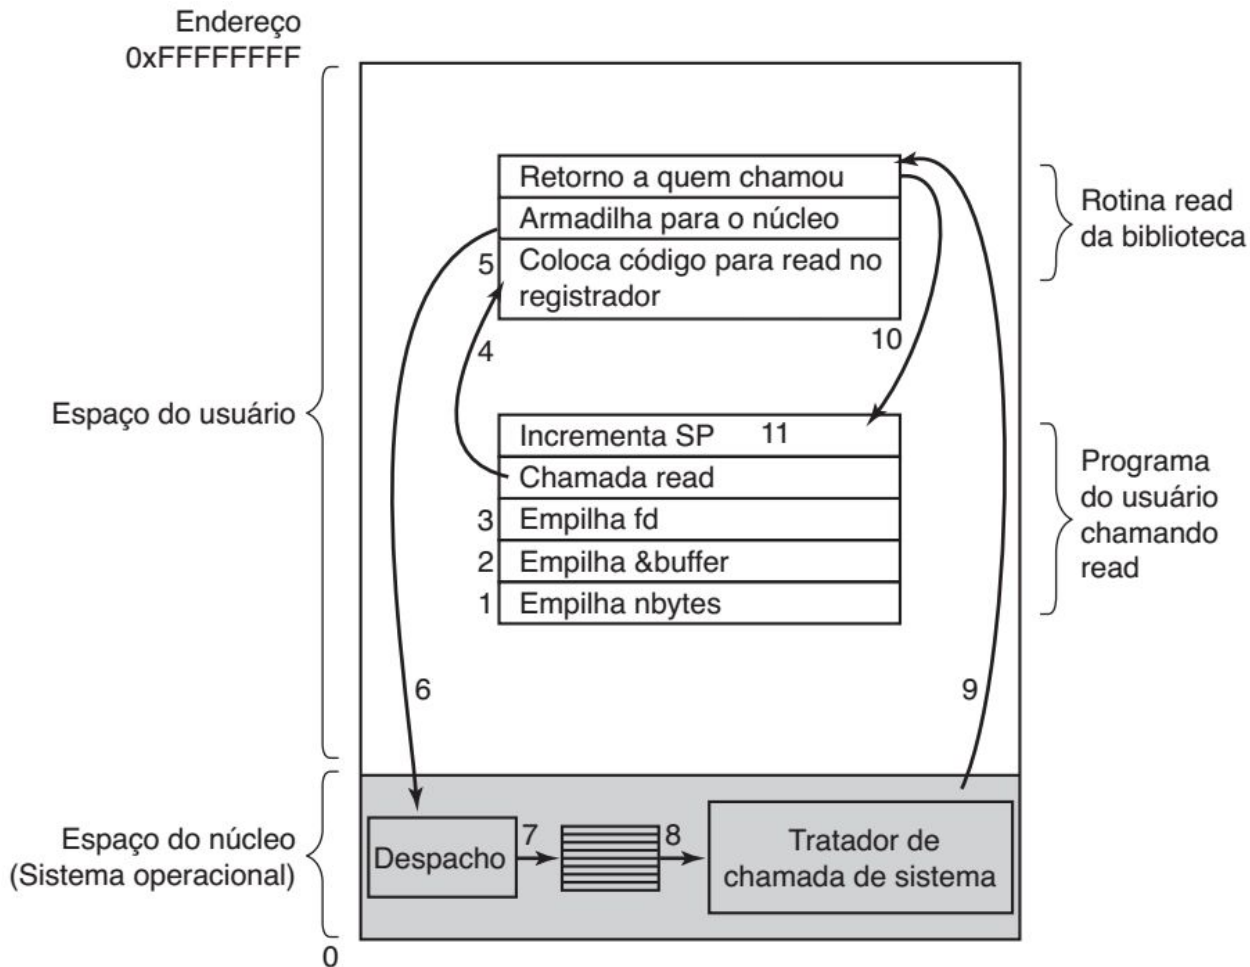 Endereço
0xFFFFFFFF
Retorno a quem chamou
Armadilha para o núcleo
5 Coloca código para read no
registrador
Rotina read
da biblioteca
4
10
Espaço do usuário
Incrementa SP 11
Chamada read
3 Empilha fd
2 Empilha &buffer
1 Empilha nbytes
Programa
do usuário
chamando
read
6
9
Espaço do núcleo
(Sistema operacional)
Despacho
7
8
Tratador de
chamada de sistema
0